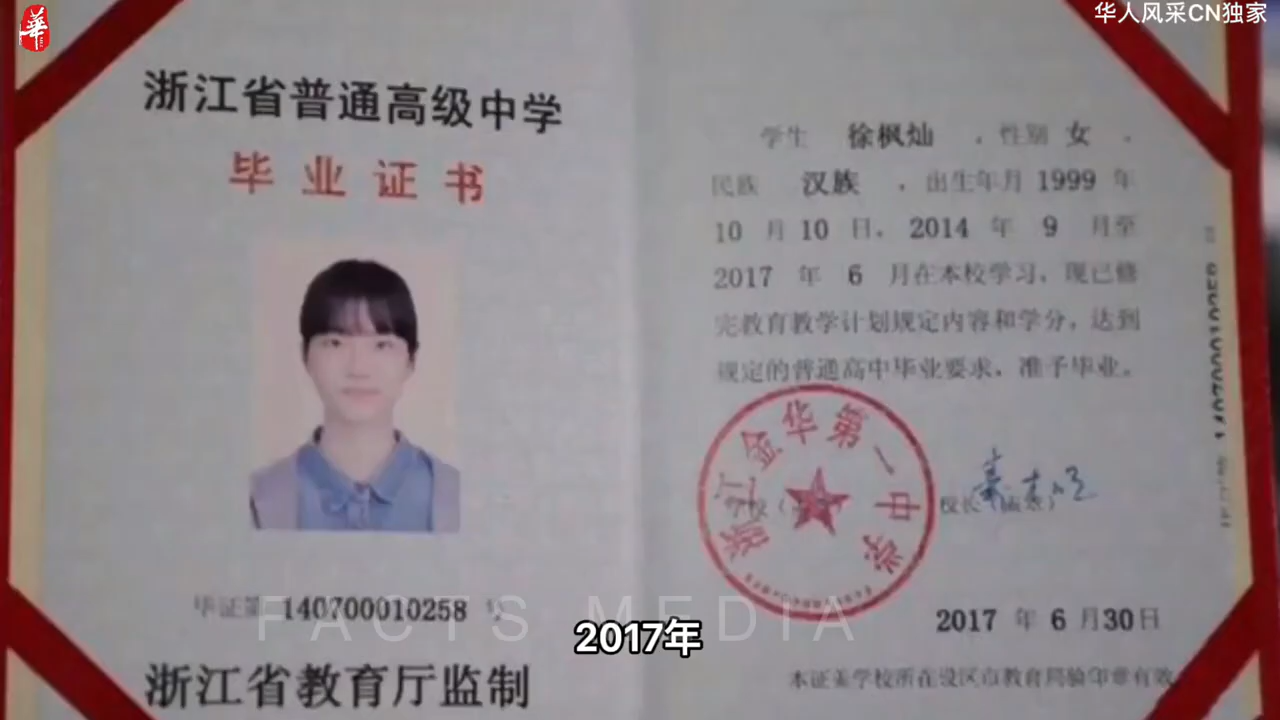 華
华人风采CN独家
浙江省普通高级中学
毕业证书
毕证第 140700010258 号
浙江省教育厅监制
学生 徐枫灿 ，性别 女 ，
民族 汉族 ，出生年月 1999 年
10 月 10 日，2014 年 9 月至
2017 年 6 月在本校学习，现已修
完教育教学计划规定内容和学分，达到
规定的普通高中毕业要求，准予毕业。
浙江金华第一中学
校长
2017 年 6 月 30 日
本证美学校所在设区市教育局验印章有效
FACTS MEDIA
2017年